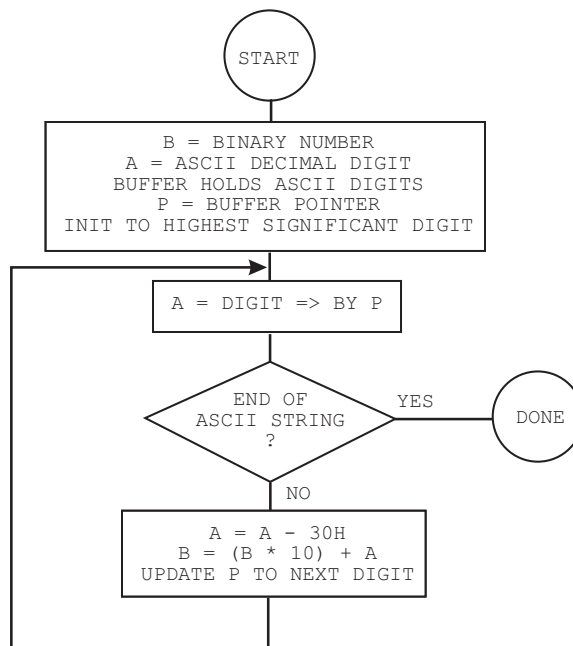 START
B = BINARY NUMBER
A = ASCII DECIMAL DIGIT
BUFFER HOLDS ASCII DIGITS
P = BUFFER POINTER
INIT TO HIGHEST SIGNIFICANT DIGIT
A = DIGIT => BY P
END OF
ASCII STRING
?
YES
DONE
NO
A = A - 30H
B = (B * 10) + A
UPDATE P TO NEXT DIGIT